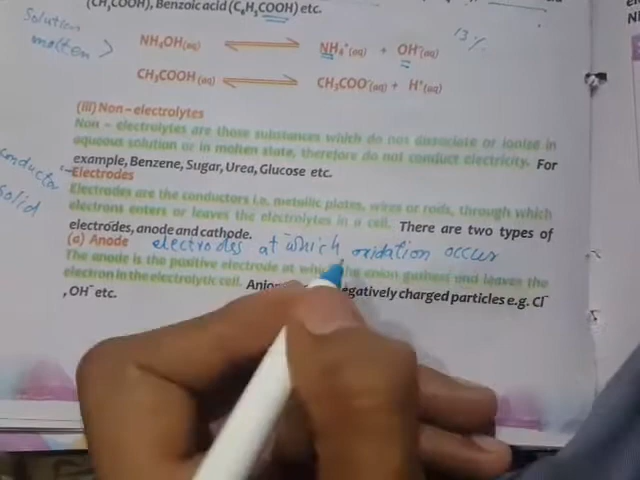 (CH₃COOH), Benzoic acid (C₆H₅COOH) etc.
Solution
molten >
13%
NH₄OH(aq) ⇌ NH₄⁺(aq) + OH⁻(aq)
CH₃COOH (aq) ⇌ CH₃COO⁻(aq) + H⁺(aq)
(iii) Non – electrolytes
Non – electrolytes are those substances which do not dissociate or ionize in
aqueous solution or in molten state, therefore do not conduct electricity. For
example, Benzene, Sugar, Urea, Glucose etc.
conductor
solid
Electrodes
Electrodes are the conductors i.e. metallic plates, wires or rods, through which
electrons enters or leaves the electrolytes in a cell. There are two types of
electrodes, anode and cathode.
(a) Anode electrodes at which oxidation occur
The anode is the positive electrode at which the anion gushest and leaves the
electron in the electrolytic cell. negatively charged particles e.g. Cl⁻
, OH⁻ etc.